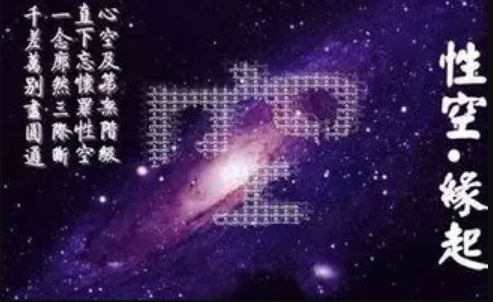 性空·緣起
空
心空及第無階級
直下忘懷罪性空
一念廓然三際斷
千差萬別盡圓通